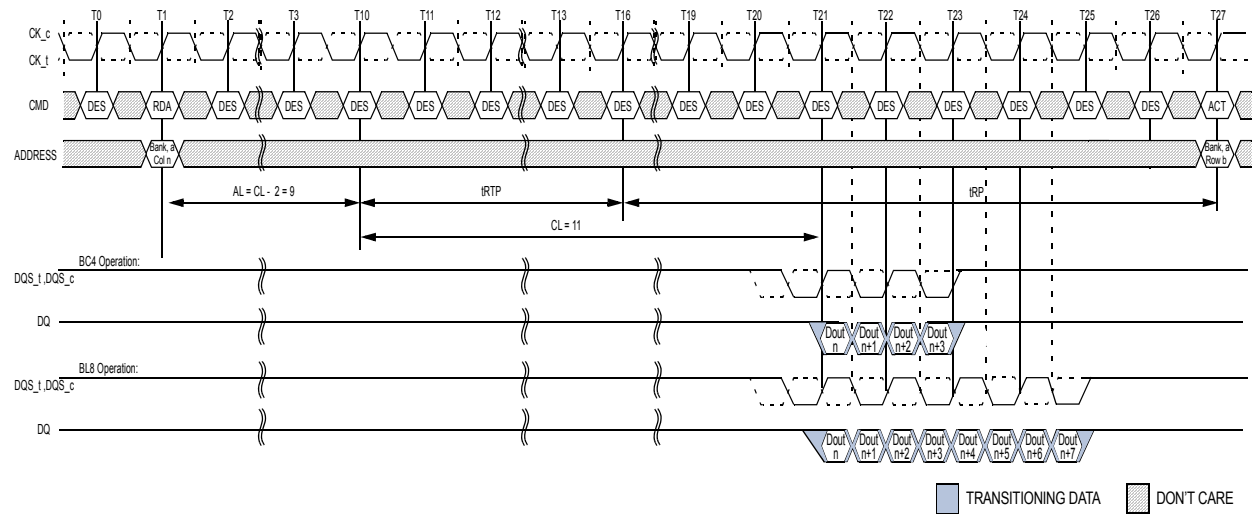 T0 T1 T2 T3 T10 T11 T12 T13 T16 T19 T20 T21 T22 T23 T24 T25 T26 T27
CK_c
CK_t
CMD DES RDA DES DES DES DES DES DES DES DES DES DES DES DES DES DES DES ACT
ADDRESS Bank, a Bank, a
Col n Row b
AL = CL - 2 = 9 tRTP tRP
CL = 11
BC4 Operation:
DQS_t ,DQS_c
DQ Dout Dout Dout Dout
n n+1 n+2 n+3
BL8 Operation:
DQS_t ,DQS_c
DQ Dout Dout Dout Dout Dout Dout Dout Dout
n n+1 n+2 n+3 n+4 n+5 n+6 n+7
TRANSITIONING DATA DON'T CARE